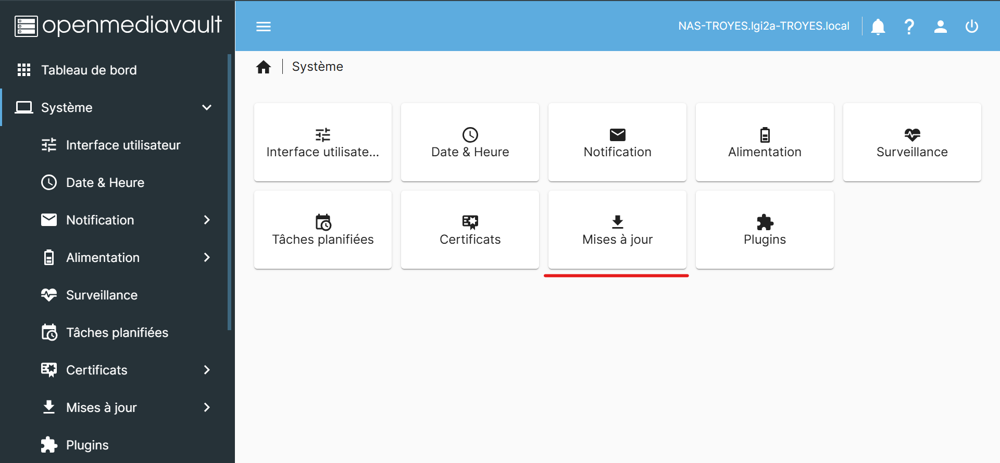 openmediavault
NAS-TROYES.lgi2a-TROYES.local
Tableau de bord
Système
Interface utilisateur
Date & Heure
Notification
Alimentation
Surveillance
Tâches planifiées
Certificats
Mises à jour
Plugins
Système
Interface utilisate...
Date & Heure
Notification
Alimentation
Surveillance
Tâches planifiées
Certificats
Mises à jour
Plugins